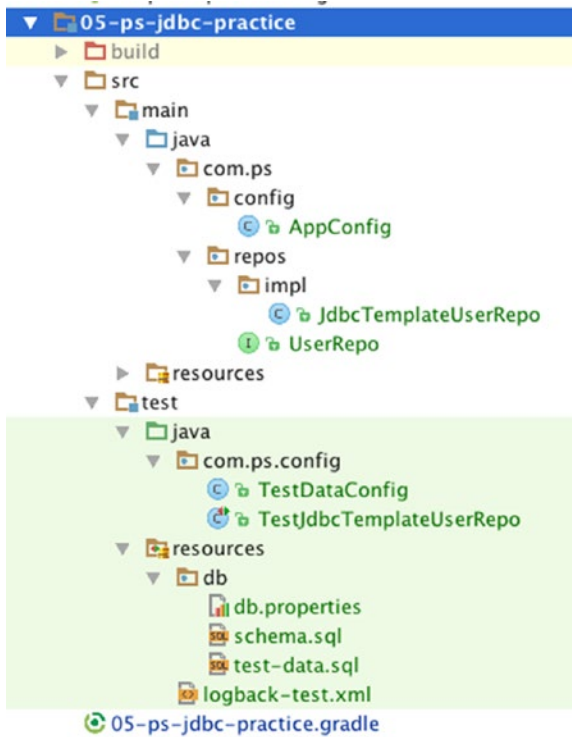 05-ps-jdbc-practice
build
src
main
java
com.ps
config
AppConfig
repos
impl
JdbcTemplateUserRepo
UserRepo
resources
test
java
com.ps.config
TestDataConfig
TestJdbcTemplateUserRepo
resources
db
db.properties
schema.sql
test-data.sql
logback-test.xml
05-ps-jdbc-practice.gradle